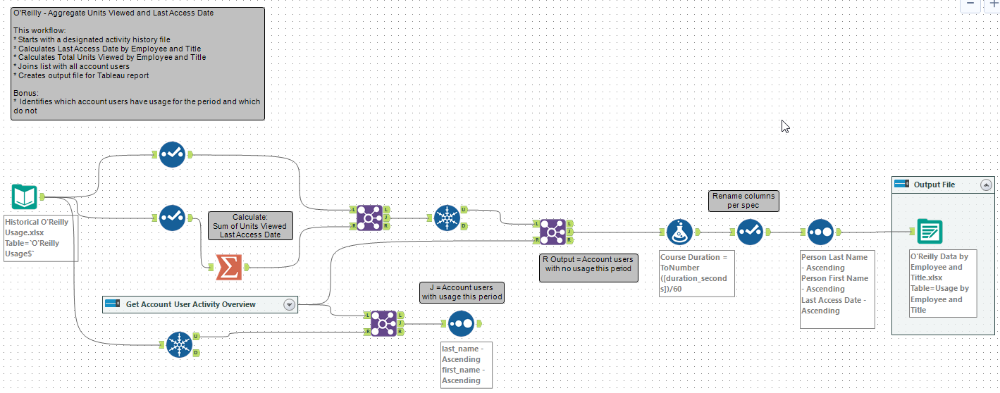 O'Reilly - Aggregate Units Viewed and Last Access Date
This workflow:
* Starts with a designated activity history file
* Calculates Last Access Date by Employee and Title
* Calculates Total Units Viewed by Employee and Title
* Joins list with all account users
* Creates output file for Tableau report
Bonus:
* Identifies which account users have usage for the period and which
do not
Historical O'Reilly
Usage.xlsx
Table=`O'Reilly
Usage$`
Calculate:
Sum of Units Viewed
Last Access Date
L
R
L
J
R
U
D
L
R
L
J
R
R Output = Account users
with no usage this period
Course Duration =
ToNumber
([duration_second
s])/60
Rename columns
per spec
Person Last Name
- Ascending
Person First Name
- Ascending
Last Access Date -
Ascending
Output File
O'Reilly Data by
Employee and
Title.xlsx
Table=Usage by
Employee and
Title
Get Account User Activity Overview
U
D
L
R
L
J
R
J = Account users
with usage this period
last_name -
Ascending
first_name -
Ascending